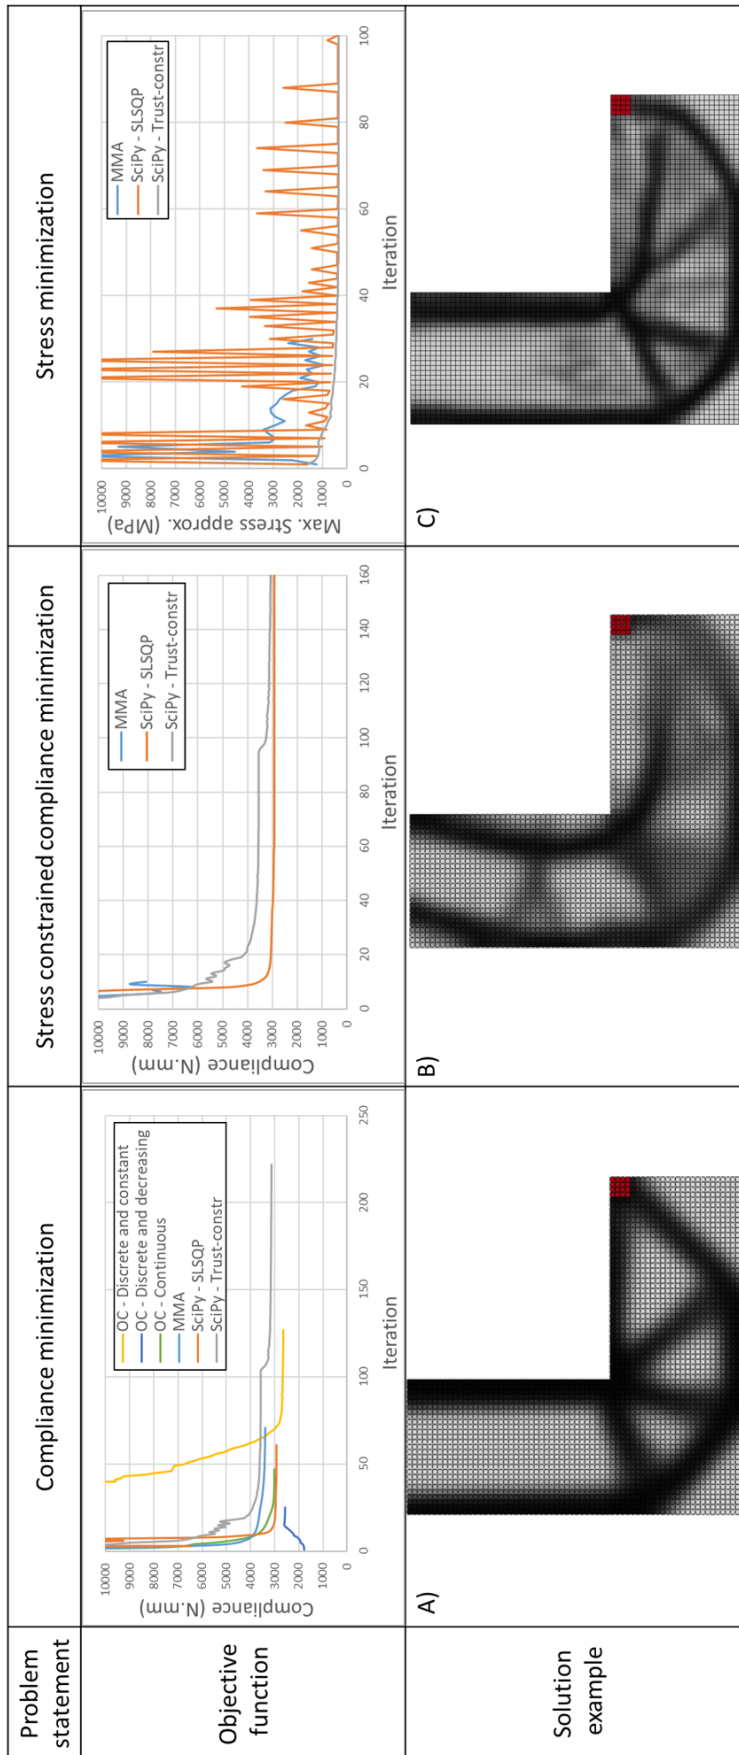 Problem statement
Compliance minimization
Stress constrained compliance minimization
Stress minimization
Objective function
Compliance (N.mm)
10000
9000
8000
7000
6000
5000
4000
3000
2000
1000
0
0
50
100
150
200
250
Iteration
OC - Discrete and constant
OC - Discrete and decreasing
OC - Continuous
MMA
SciPy - SLSQP
SciPy - Trust-constr
Compliance (N.mm)
10000
9000
8000
7000
6000
5000
4000
3000
2000
1000
0
0
20
40
60
80
100
120
140
160
Iteration
MMA
SciPy - SLSQP
SciPy - Trust-constr
Max. Stress approx. (MPa)
10000
9000
8000
7000
6000
5000
4000
3000
2000
1000
0
0
20
40
60
80
100
Iteration
MMA
SciPy - SLSQP
SciPy - Trust-constr
Solution example
A)
B)
C)